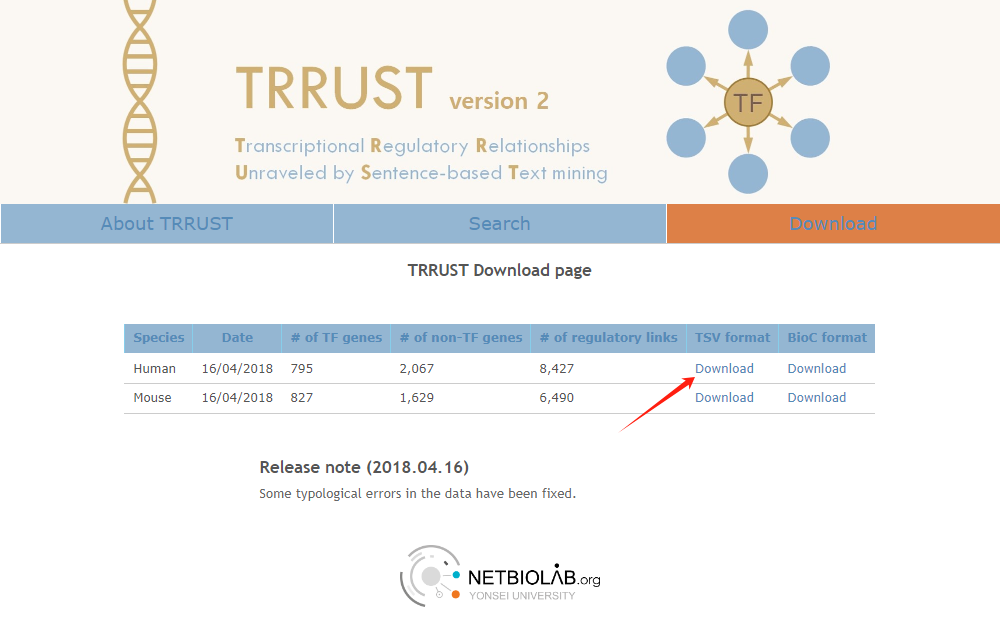 TRRUST version 2
Transcriptional Regulatory Relationships
Unraveled by Sentence-based Text mining
TF
About TRRUST Search Download
TRRUST Download page
Species Date # of TF genes # of non-TF genes # of regulatory links TSV format BioC format
Human 16/04/2018 795 2,067 8,427 Download Download
Mouse 16/04/2018 827 1,629 6,490 Download Download
Release note (2018.04.16)
Some typological errors in the data have been fixed.
NETBIOLAB.org
YONSEI UNIVERSITY